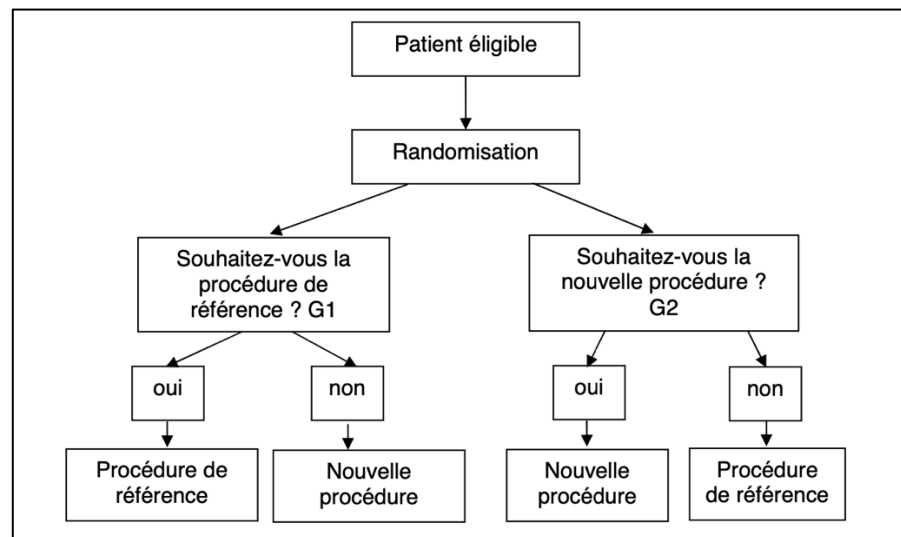 Patient éligible
Randomisation
Souhaitez-vous la
procédure de
référence ? G1
Souhaitez-vous la
nouvelle procédure ?
G2
oui
non
oui
non
Procédure de
référence
Nouvelle
procédure
Nouvelle
procédure
Procédure
de référence